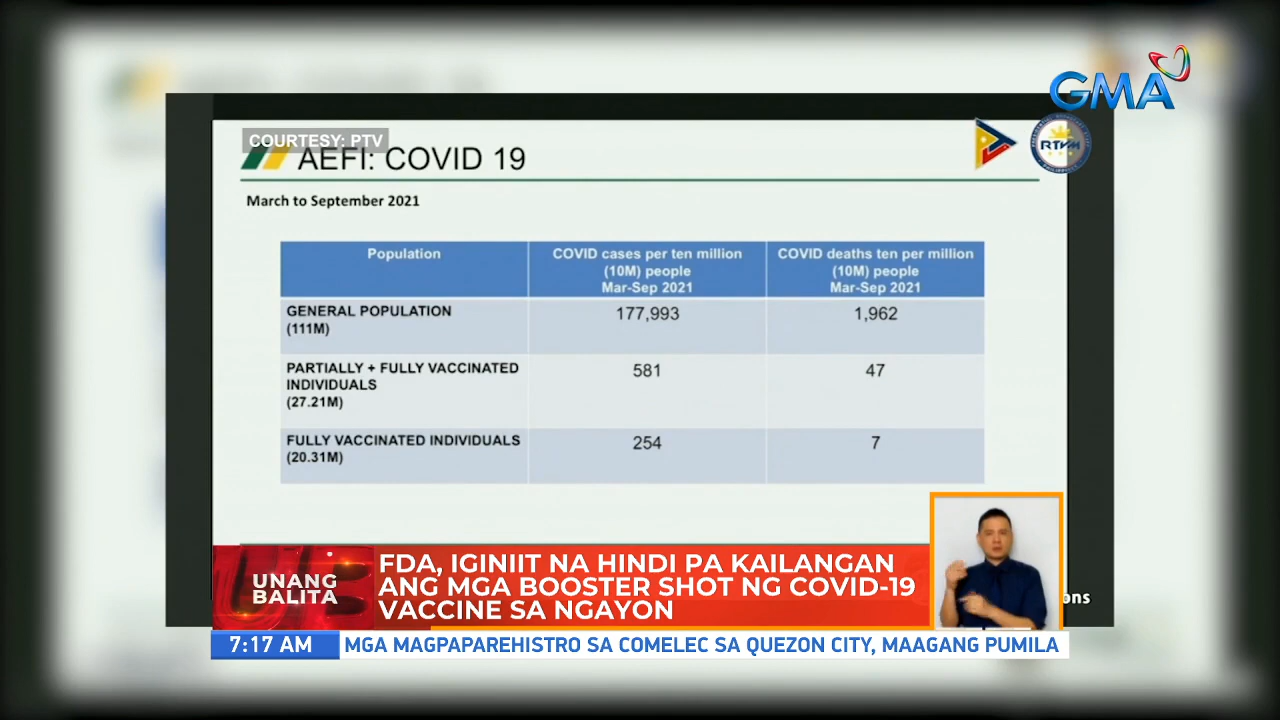 GMA
COURTESY: PTV
RTVM
AEFI: COVID 19
March to September 2021
Population
COVID cases per ten million
(10M) people
Mar-Sep 2021
COVID deaths ten per million
(10M) people
Mar-Sep 2021
GENERAL POPULATION
(111M)
177,993
1,962
PARTIALLY + FULLY VACCINATED
INDIVIDUALS
(27.21M)
581
47
FULLY VACCINATED INDIVIDUALS
(20.31M)
254
7
UNANG
BALITA
FDA, IGINIIT NA HINDI PA KAILANGAN
ANG MGA BOOSTER SHOT NG COVID-19
VACCINE SA NGAYON
7:17 AM
MGA MAGPAPAREHISTRO SA COMELEC SA QUEZON CITY, MAAGANG PUMILA